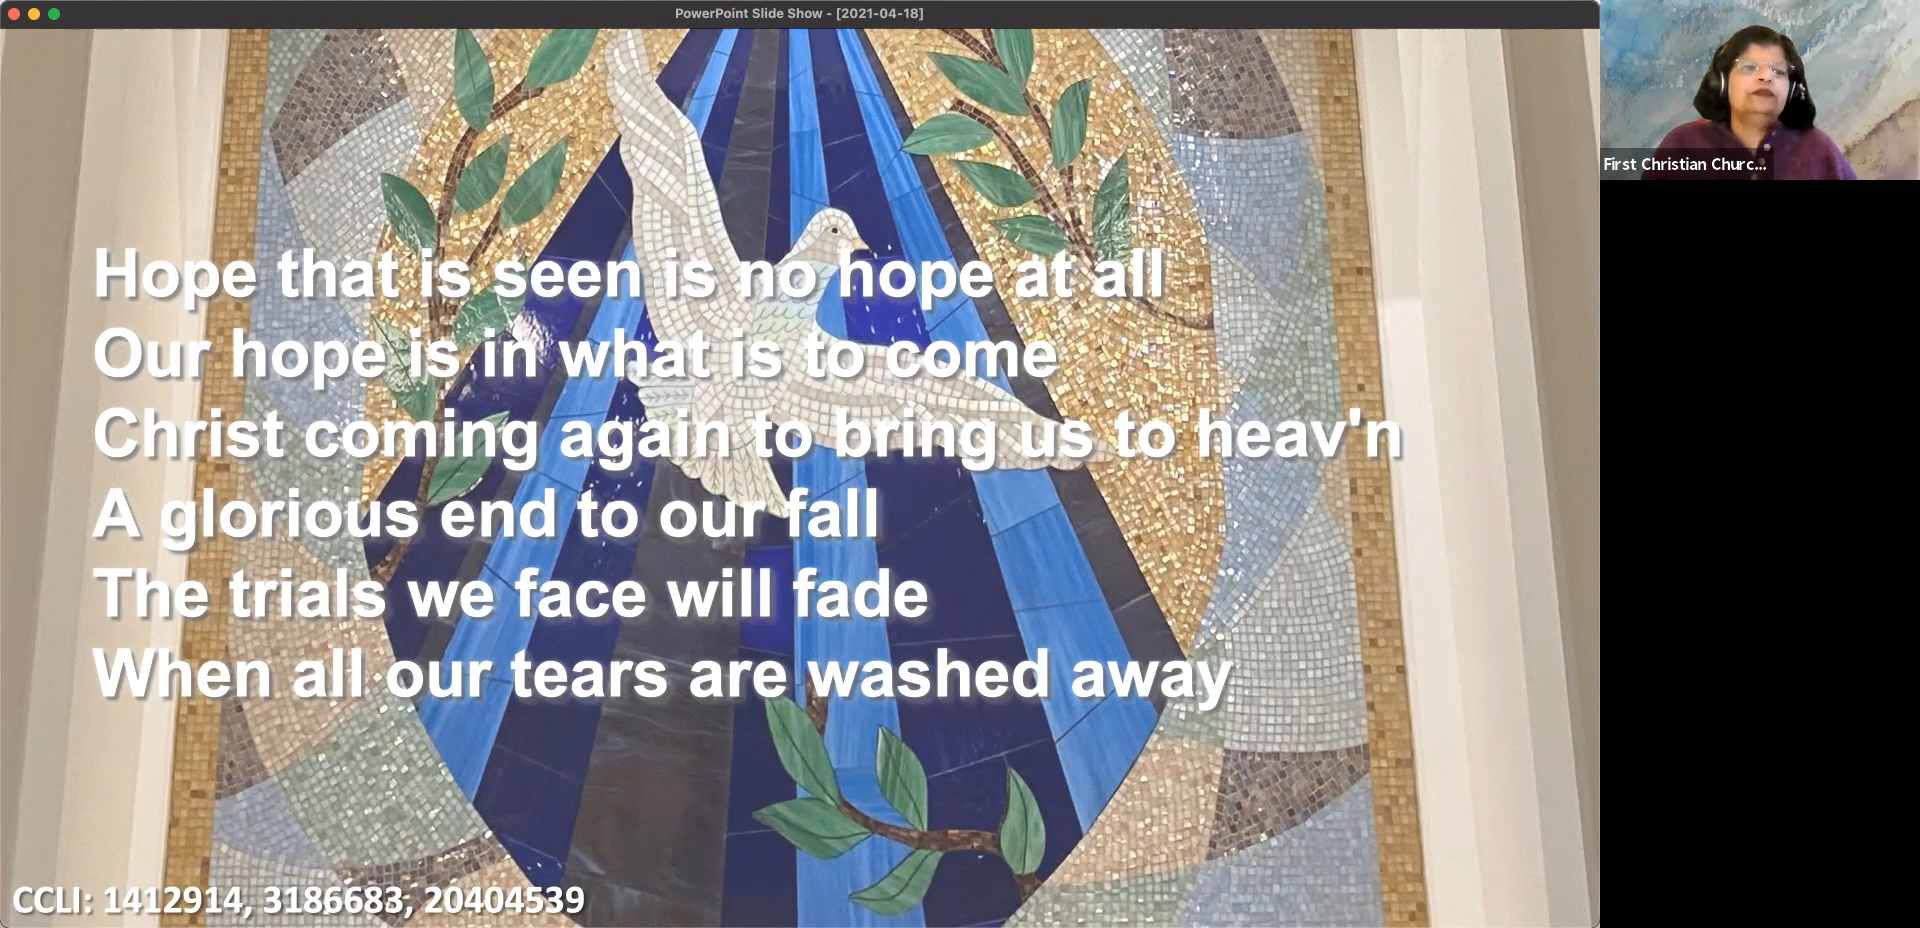 PowerPoint Slide Show - [2021-04-18]
First Christian Churc...
Hope that is seen is no hope at all
Our hope is in what is to come
Christ coming again to bring us to heav'n
A glorious end to our fall
The trials we face will fade
When all our tears are washed away
CCLI: 1412914, 3186683, 20404539